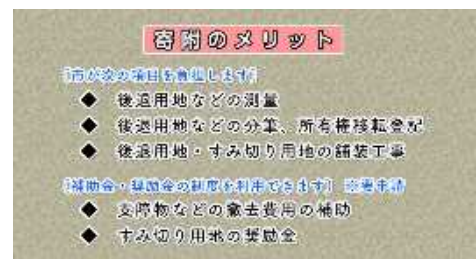 寄附のメリット
[市が次の項目を負担します]
◆ 後退用地などの測量
◆ 後退用地などの分筆、所有権移転登記
◆ 後退用地・すみ切り用地の舗装工事
[補助金・奨励金の制度を利用できます] ※要申請
◆ 支障物などの撤去費用の補助
◆ すみ切り用地の奨励金